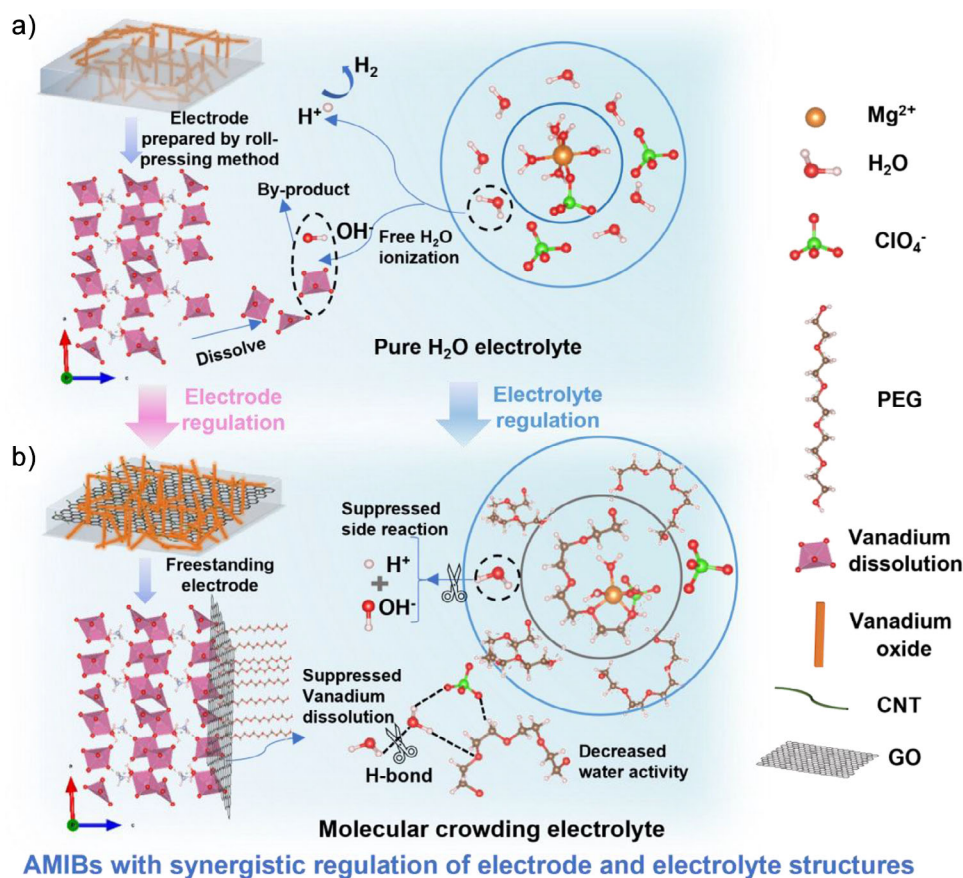 a)
H₂
H⁺
Electrode
prepared by roll-
pressing method
By-product
OH⁻
Free H₂O
ionization
Dissolve
Pure H₂O electrolyte
Electrode
regulation
Electrolyte
regulation
b)
Suppressed
side reaction
H⁺
+
OH⁻
Freestanding
electrode
Suppressed
Vanadium
dissolution
H-bond
Decreased
water activity
Molecular crowding electrolyte
Mg²⁺
H₂O
ClO₄⁻
PEG
Vanadium
dissolution
Vanadium
oxide
CNT
GO
AMIBs with synergistic regulation of electrode and electrolyte structures